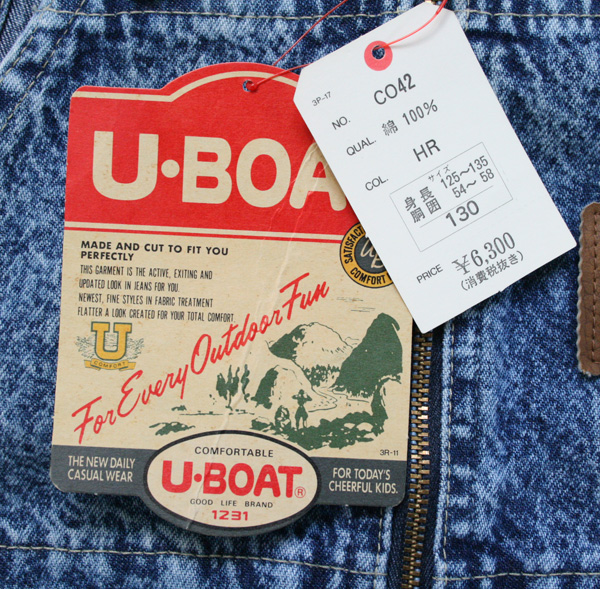 U•BOA
MADE AND CUT TO FIT YOU
PERFECTLY
THIS GARMENT IS THE ACTIVE, EXITING AND
UPDATED LOOK IN JEANS FOR YOU.
NEWEST, FINE STYLES IN FABRIC TREATMENT
FLATTER A LOOK CREATED FOR YOUR TOTAL COMFORT.
SATISFACT
COMFORT
U
COMFORT
For Every Outdoor Fun
3R-11
THE NEW DAILY
CASUAL WEAR
COMFORTABLE
U•BOAT®
GOOD LIFE BRAND
1231
FOR TODAY'S
CHEERFUL KIDS.
3P-17
NO. CO42
QUAL. 綿 100%
COL. HR
サイズ
身長 125~135
胴囲 54~58
130
PRICE ¥6,300
(消費税抜き)